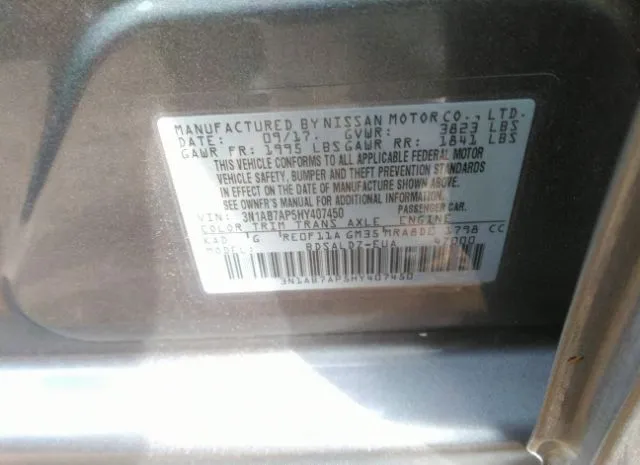 MANUFACTURED BY NISSAN MOTOR CO., LTD.
DATE: 09/17 GVWR: 3823 LBS
GAWR FR: 1995 LBS GAWR RR: 1841 LBS
THIS VEHICLE CONFORMS TO ALL APPLICABLE FEDERAL MOTOR
VEHICLE SAFETY, BUMPER AND THEFT PREVENTION STANDARDS
IN EFFECT ON THE DATE OF MANUFACTURE SHOWN ABOVE.
SEE OWNER'S MANUAL FOR ADDITIONAL INFORMATION.
VIN: 3N1AB7AP5HY407450 PASSENGER CAR.
COLOR TRIM TRANS AXLE ENGINE
KAD G RE0F11A GM35 MRA8DE 1798 CC
MODEL: BDSALD7-EUA 47000
3N1AB7AP5HY407450